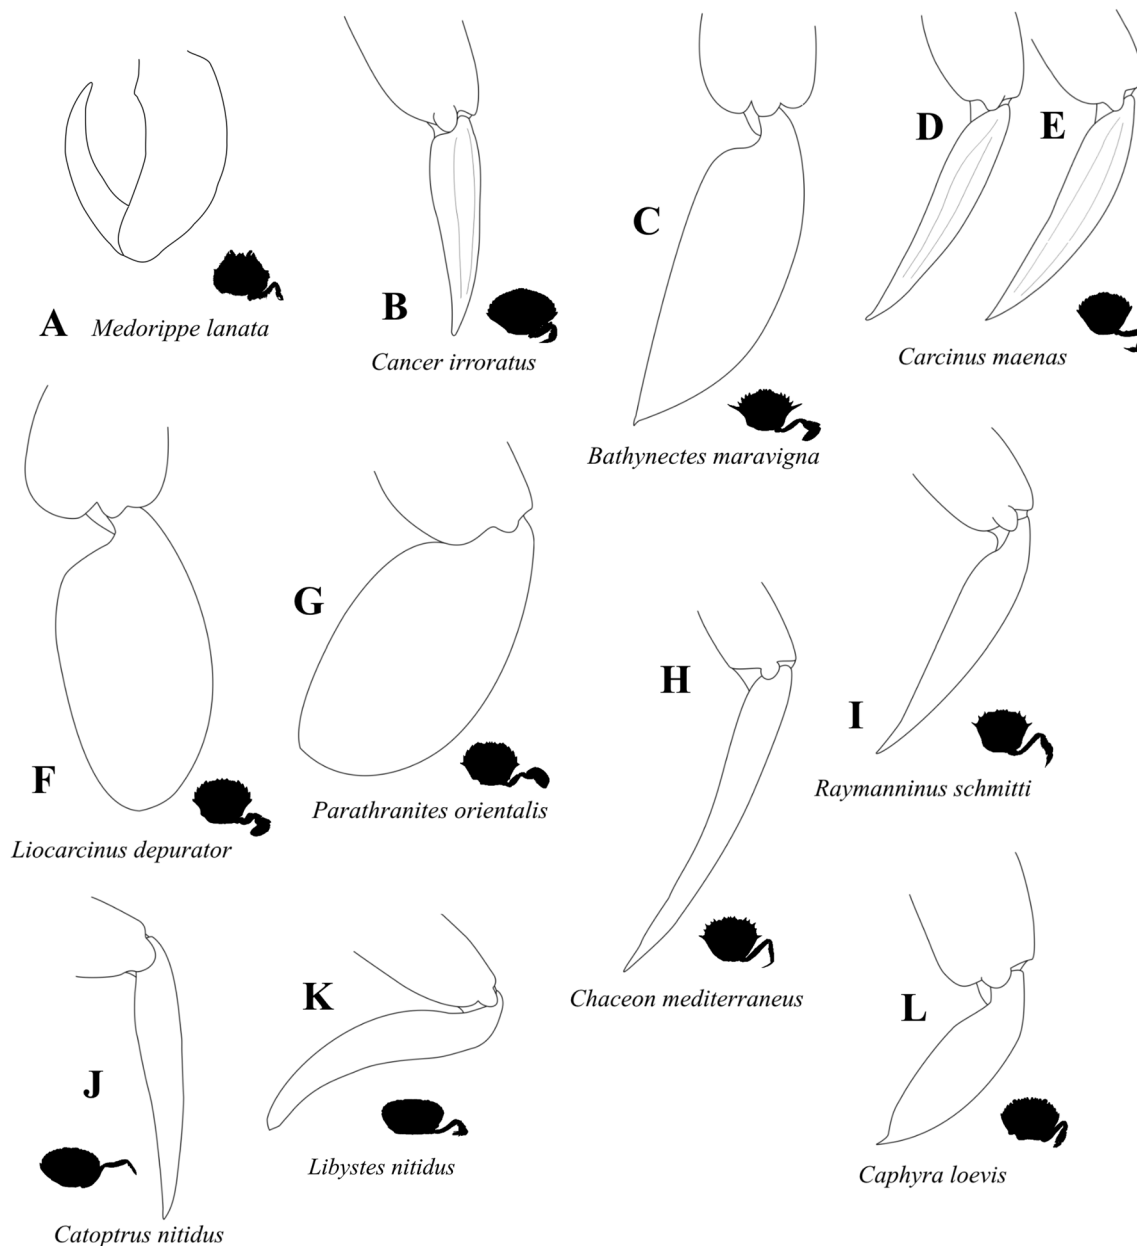 A
Medorippe lanata
B
Cancer irroratus
C
Bathynectes maravigna
D
E
Carcinus maenas
F
Liocarcinus depurator
G
Parathranites orientalis
H
Chaceon mediterraneus
I
Raymanninus schmitti
J
Catoptrus nitidus
K
Libystes nitidus
L
Caphyra loevis